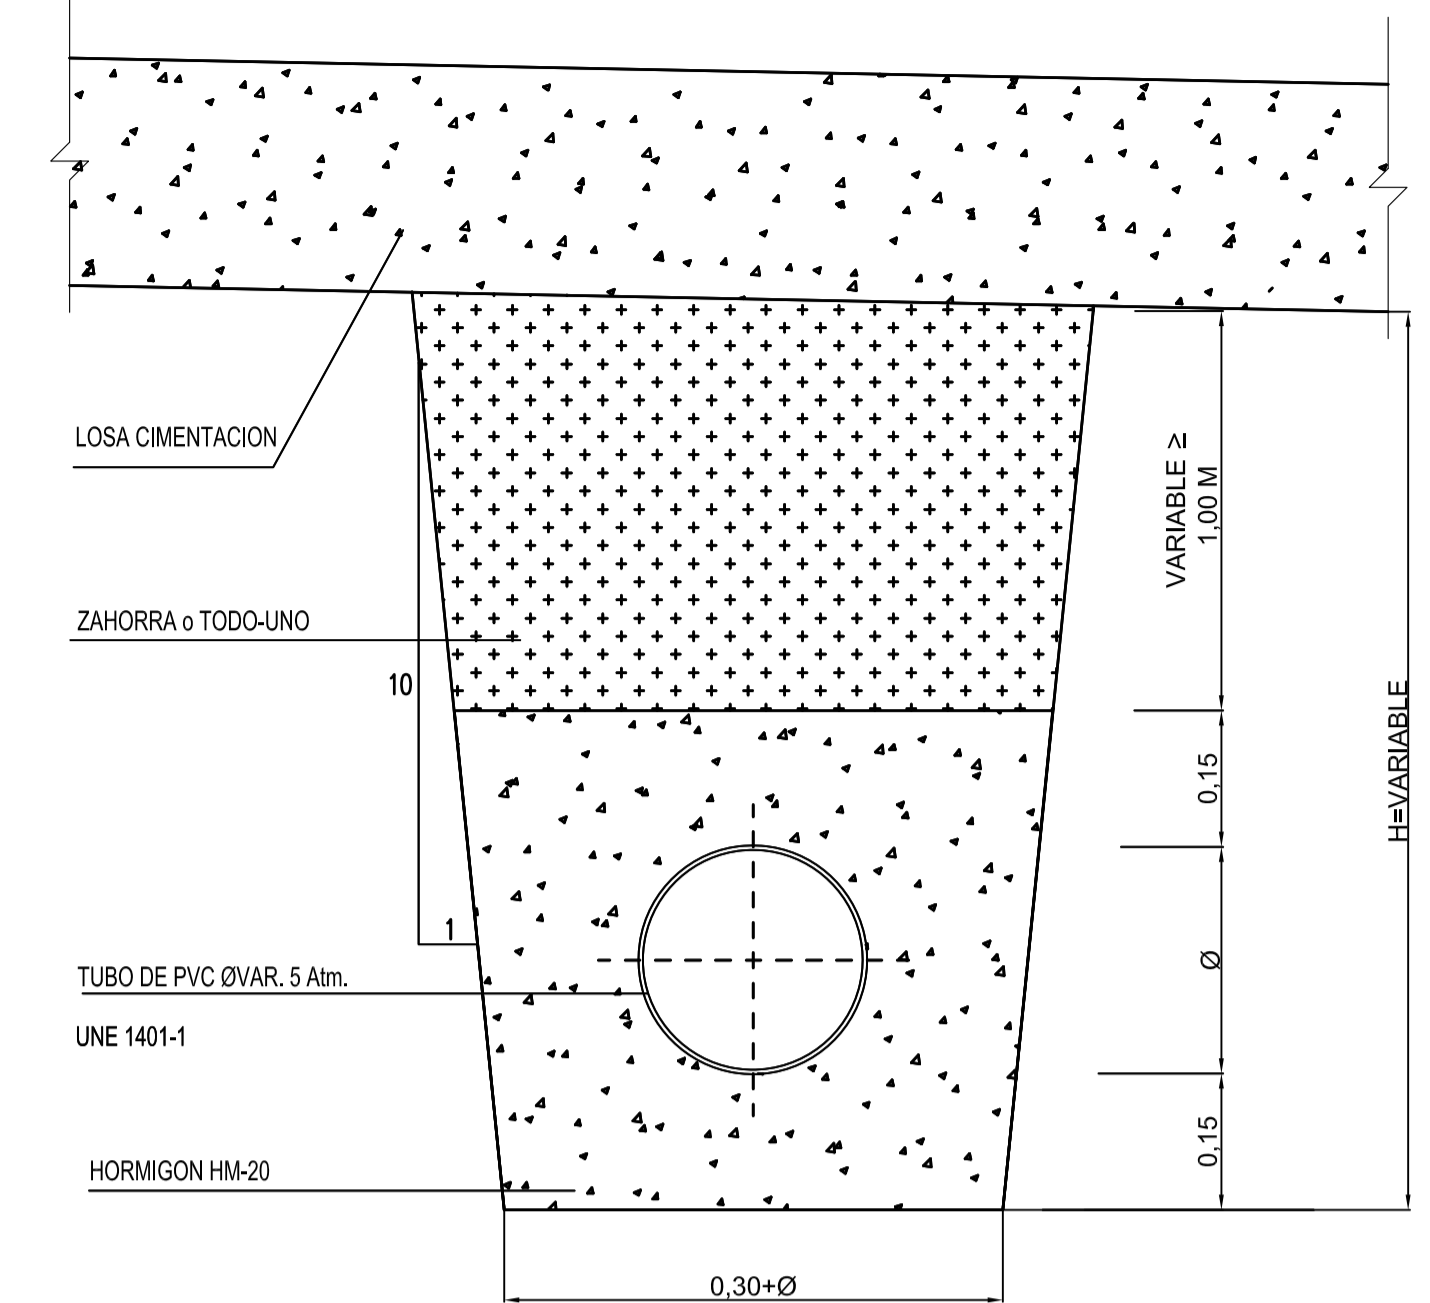 LOSA CIMENTACION
VARIABLE ≥
1,00 M
ZAHORRA o TODO-UNO
10
H=VARIABLE
0,15
1
TUBO DE PVC ØVAR. 5 Atm.
Ø
UNE 1401-1
0,15
HORMIGON HM-20
0,30+Ø